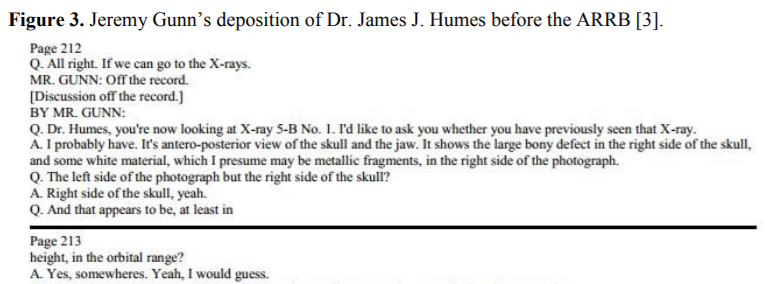 Figure 3. Jeremy Gunn's deposition of Dr. James J. Humes before the ARRB [3].
Page 212
Q. All right. If we can go to the X-rays.
MR. GUNN: Off the record.
[Discussion off the record.]
BY MR. GUNN:
Q. Dr. Humes, you're now looking at X-ray 5-B No. 1. I'd like to ask you whether you have previously seen that X-ray.
A. I probably have. It's antero-posterior view of the skull and the jaw. It shows the large bony defect in the right side of the skull,
and some white material, which I presume may be metallic fragments, in the right side of the photograph.
Q. The left side of the photograph but the right side of the skull?
A. Right side of the skull, yeah.
Q. And that appears to be, at least in
Page 213
height, in the orbital range?
A. Yes, somewheres. Yeah, I would guess.